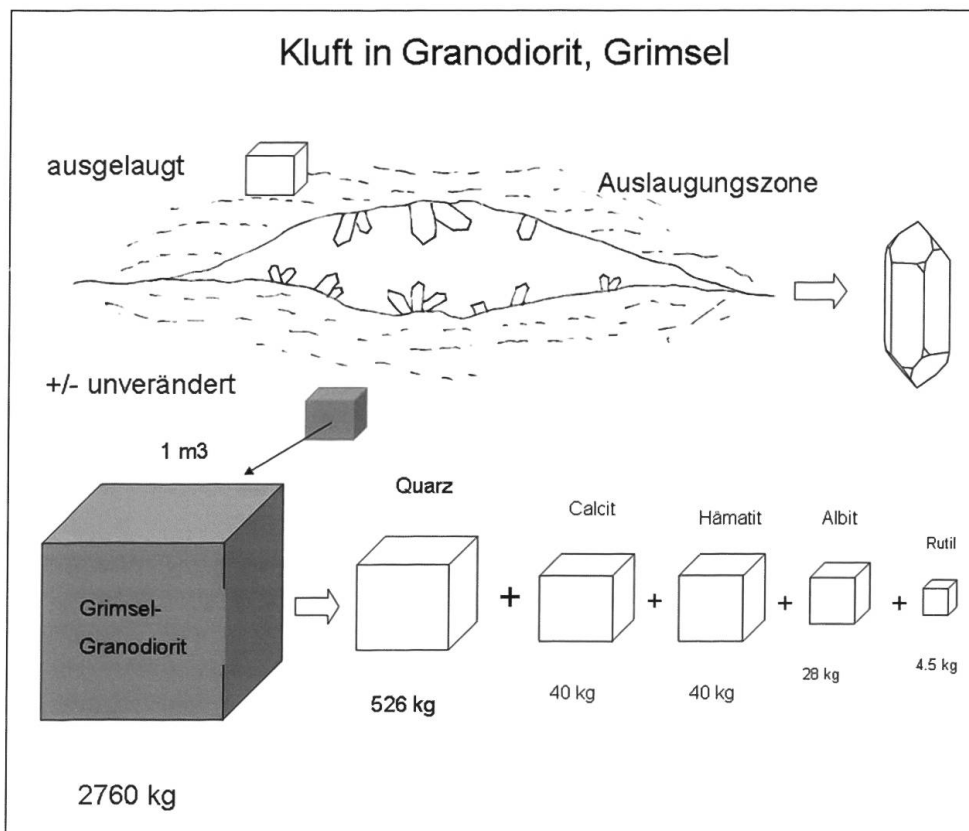 Kluft in Granodiorit, Grimsel
ausgelaugt
Auslaugungszone
+/- unverändert
1 m3
Grimsel-
Granodiorit
2760 kg
Quarz
+
Calcit
+
Hämatit
+
Albit
+
Rutil
526 kg
40 kg
40 kg
28 kg
4.5 kg